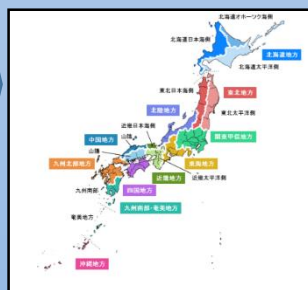 北海道オホーツク海側
北海道日本海側
北海道地方
北海道太平洋側
東北日本海側
東北地方
北陸地方
東北太平洋側
近畿日本海側
山陰
中国地方
関東甲信地方
山陽
九州北部地方
東海地方
近畿地方
近畿太平洋側
四国地方
九州南部
九州南部・奄美地方
奄美地方
沖縄地方